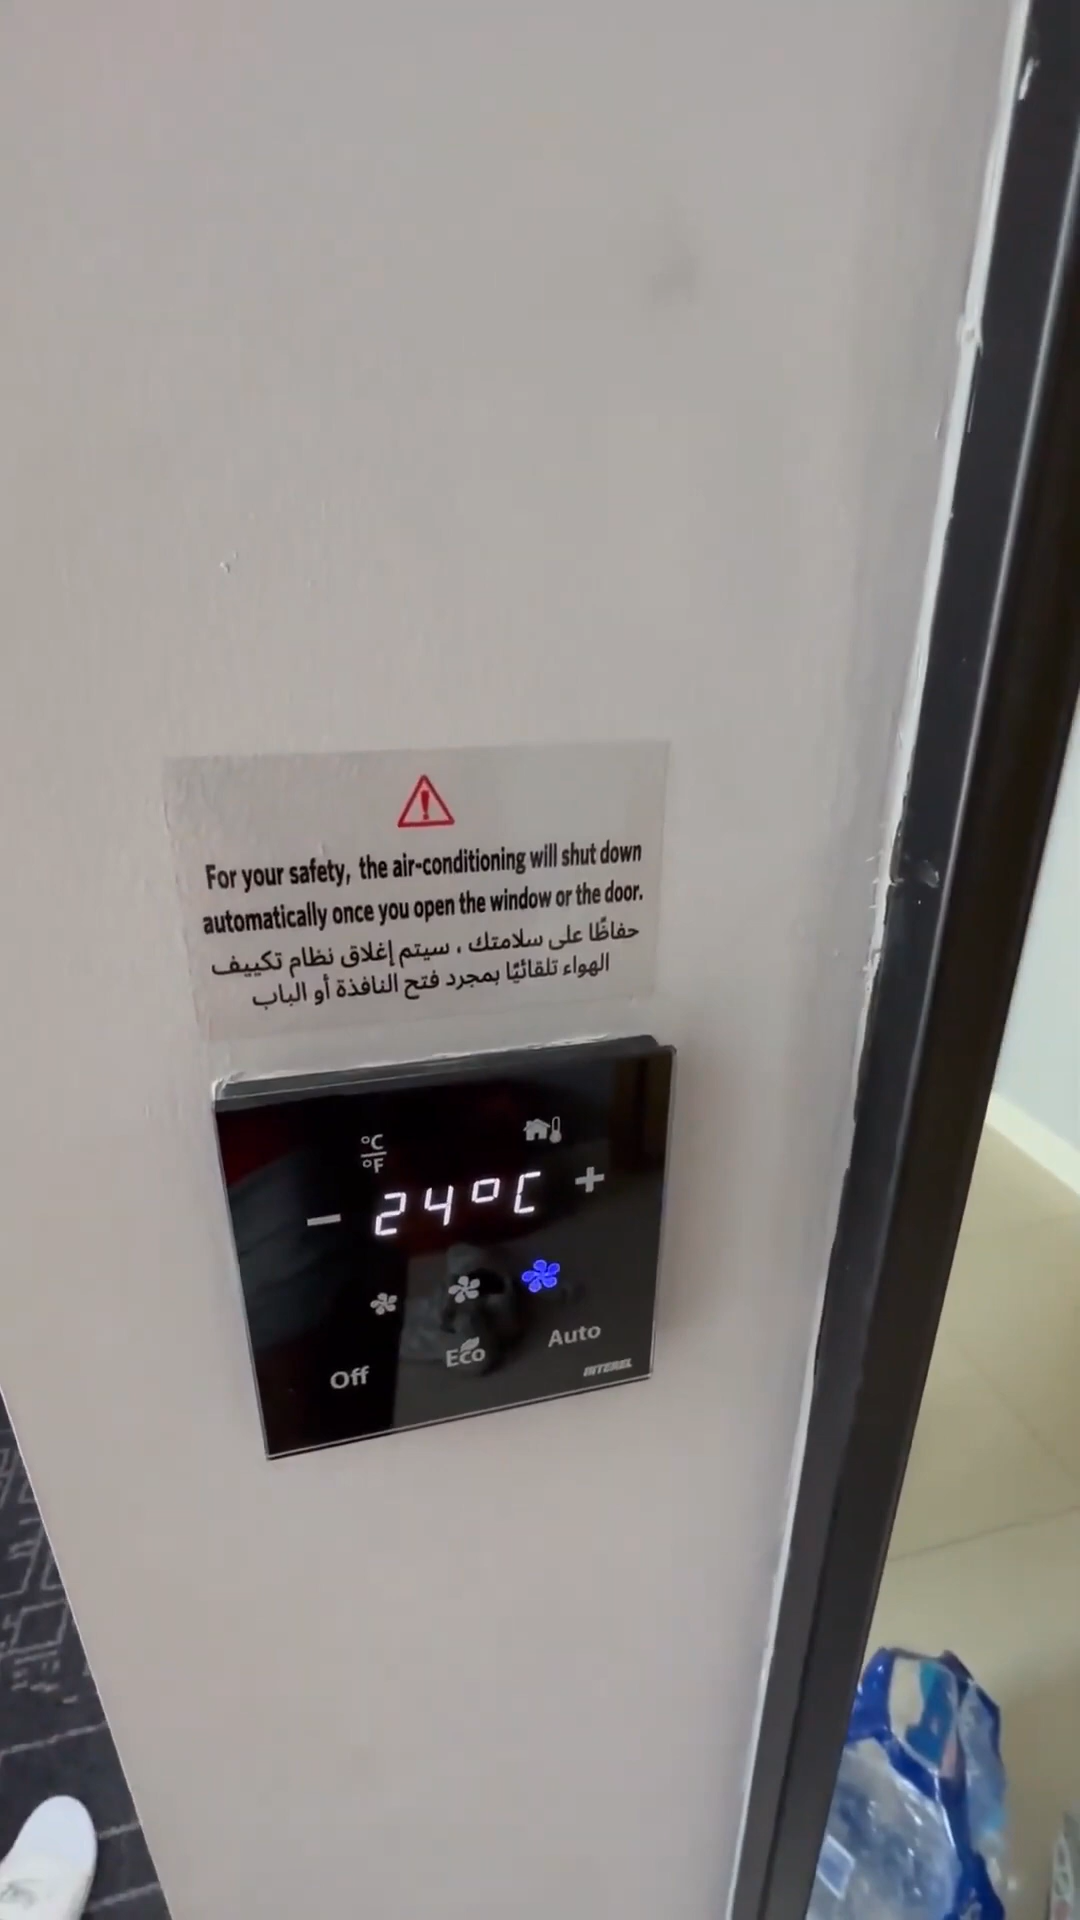 For your safety, the air-conditioning will shut down
automatically once you open the window or the door.
حفاظًا على سلامتك ، سيتم إغلاق نظام تكييف
الهواء تلقائيًا بمجرد فتح النافذة أو الباب
°C
°F
− 24°C +
Off Eco Auto
INTEREL